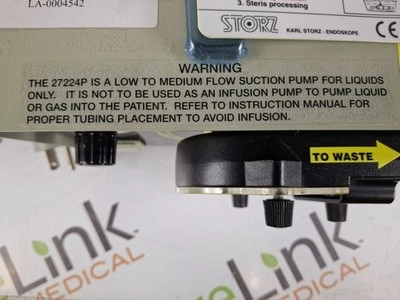 LA-0004542
3. Steris processing
STORZ
KARL STORZ - ENDOSKOPE
WARNING
THE 27224P IS A LOW TO MEDIUM FLOW SUCTION PUMP FOR LIQUIDS
ONLY. IT IS NOT TO BE USED AS AN INFUSION PUMP TO PUMP LIQUID
OR GAS INTO THE PATIENT. REFER TO INSTRUCTION MANUAL FOR
PROPER TUBING PLACEMENT TO AVOID INFUSION.
TO WASTE
Link
MEDICAL
Link
MEDICAL